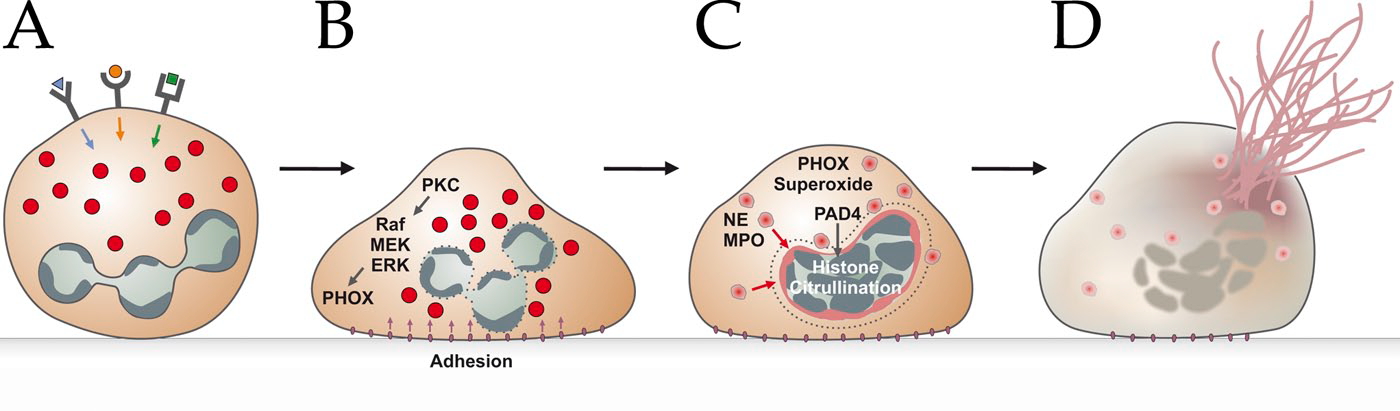 A
B
C
D
PKC
Raf
MEK
ERK
PHOX
Adhesion
PHOX
Superoxide
NE
MPO
PAD4
Histone
Citrullination